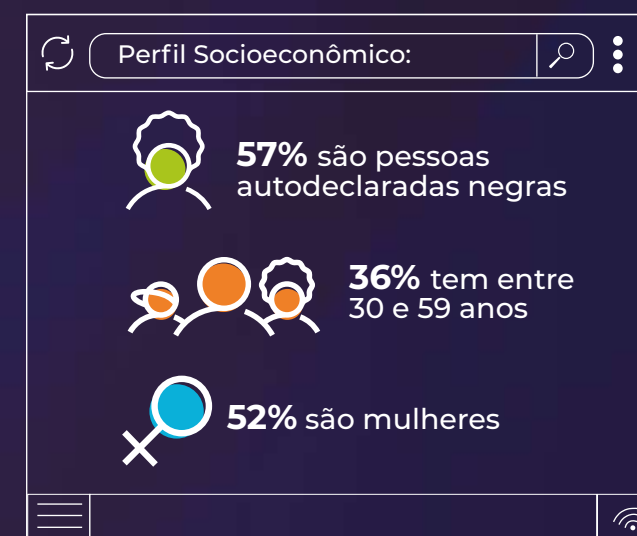 Perfil Socioeconômico:
57% são pessoas
autodeclaradas negras
36% tem entre
30 e 59 anos
52% são mulheres